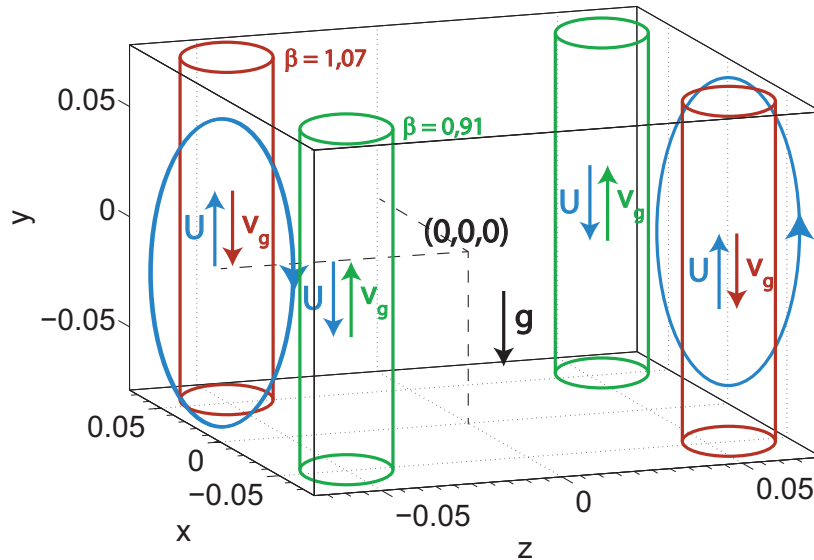 β = 1,07
β = 0,91
0.05
0
−0.05
y
U
v_g
U
v_g
(0,0,0)
U
v_g
U
v_g
g
0.05
0
−0.05
x
−0.05
0
0.05
z